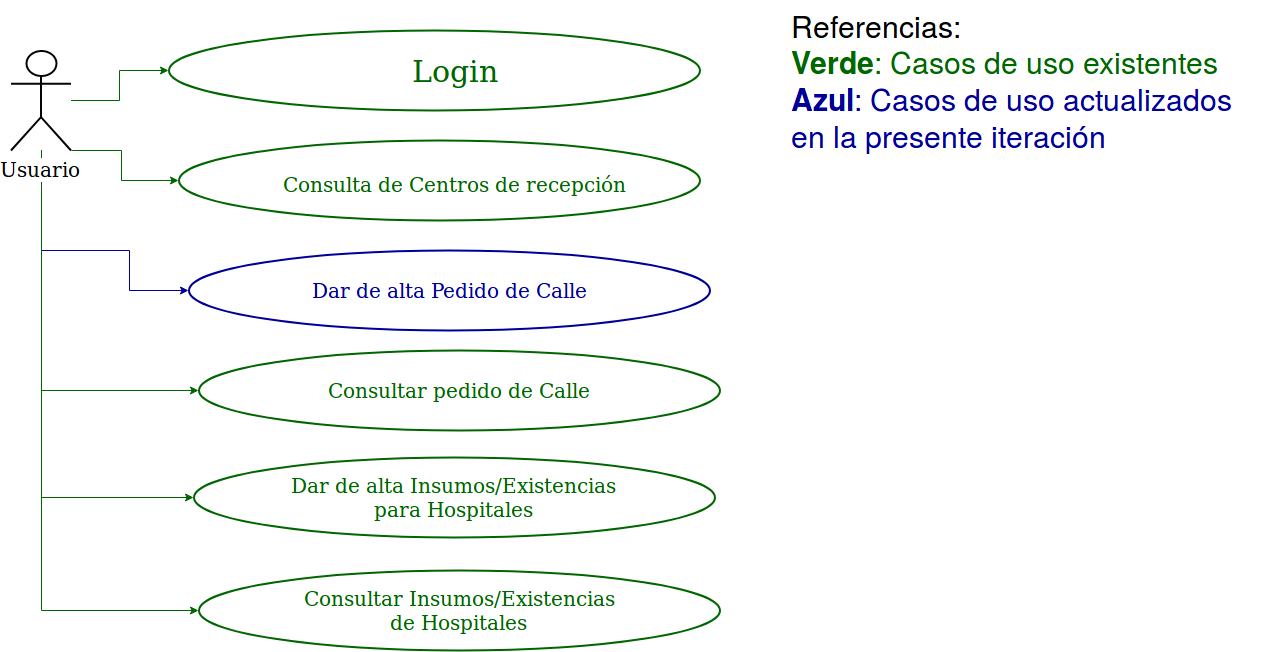 Referencias:
Verde: Casos de uso existentes
Azul: Casos de uso actualizados
en la presente iteración
Usuario
Login
Consulta de Centros de recepción
Dar de alta Pedido de Calle
Consultar pedido de Calle
Dar de alta Insumos/Existencias
para Hospitales
Consultar Insumos/Existencias
de Hospitales